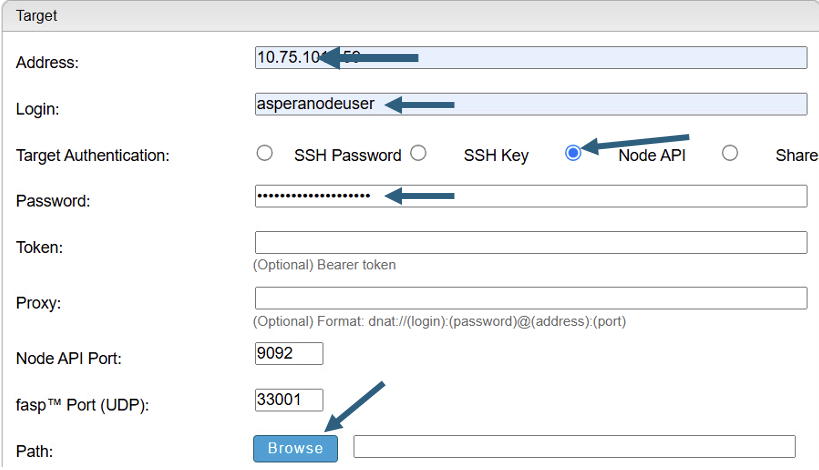 Target
Address:
10.75.10
Login:
asperanodeuser
Target Authentication:
SSH Password
SSH Key
Node API
Share
Password:
••••••••••••••••••••
Token:
(Optional) Bearer token
Proxy:
(Optional) Format: dnat://(login):(password)@(address):(port)
Node API Port:
9092
fasp™ Port (UDP):
33001
Path:
Browse